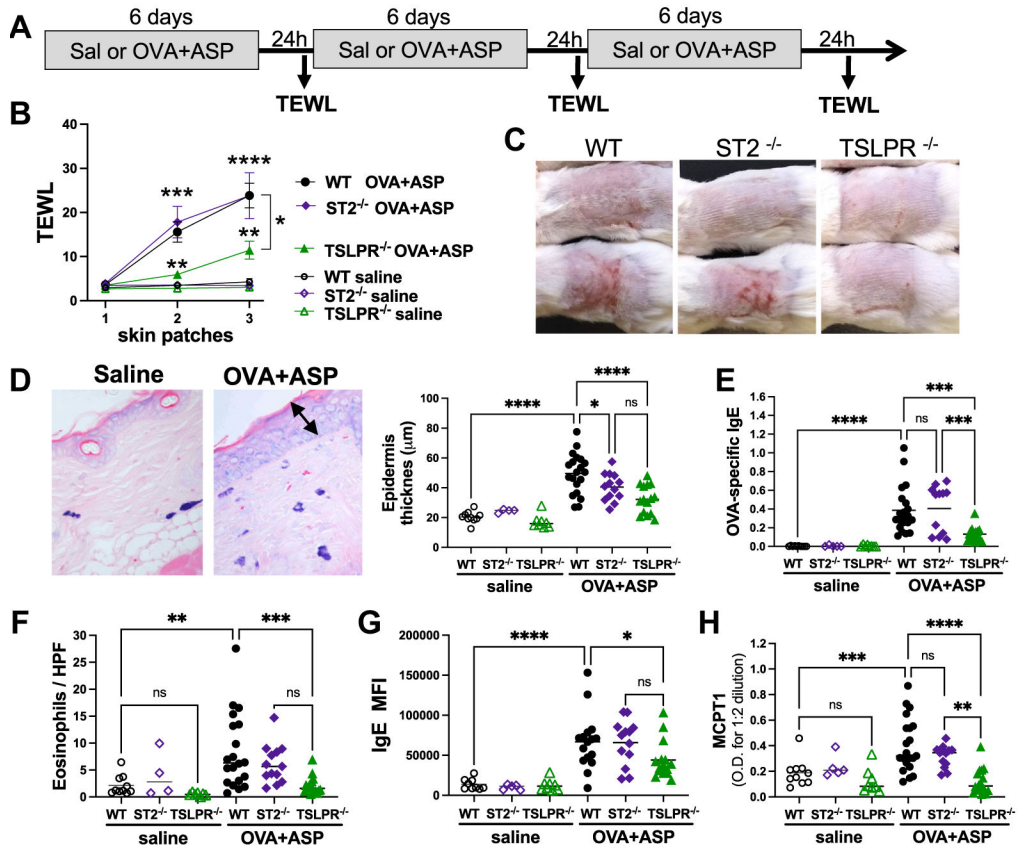 A
6 days
6 days
6 days
Sal or OVA+ASP
24h
Sal or OVA+ASP
24h
Sal or OVA+ASP
24h
TEWL
TEWL
TEWL
B
40
30
20
10
0
TEWL
1
2
3
skin patches
***
****
**
**
*
WT OVA+ASP
ST2-/- OVA+ASP
TSLPR-/- OVA+ASP
WT saline
ST2-/- saline
TSLPR-/- saline
C
WT
ST2 -/-
TSLPR-/-
D
Saline
OVA+ASP
Epidermis
thicknes (μm)
100
80
60
40
20
0
****
****
*
ns
WT ST2-/- TSLPR-/- WT ST2-/- TSLPR-/-
saline
OVA+ASP
E
OVA-specific IgE
1.6
1.4
1.2
1.0
0.8
0.6
0.4
0.2
0.0
***
****
ns
***
WT ST2-/- TSLPR-/- WT ST2-/- TSLPR-/-
saline
OVA+ASP
F
Eosinophils / HPF
30
25
20
15
10
5
0
**
***
ns
ns
WT ST2-/- TSLPR-/- WT ST2-/- TSLPR-/-
saline
OVA+ASP
G
IgE MFI
200000
150000
100000
50000
0
****
*
ns
WT ST2-/- TSLPR-/- WT ST2-/- TSLPR-/-
saline
OVA+ASP
H
MCPT1
(O.D. for 1:2 dilution)
1.2
1.0
0.8
0.6
0.4
0.2
0.0
****
***
ns
ns
**
WT ST2-/- TSLPR-/- WT ST2-/- TSLPR-/-
saline
OVA+ASP